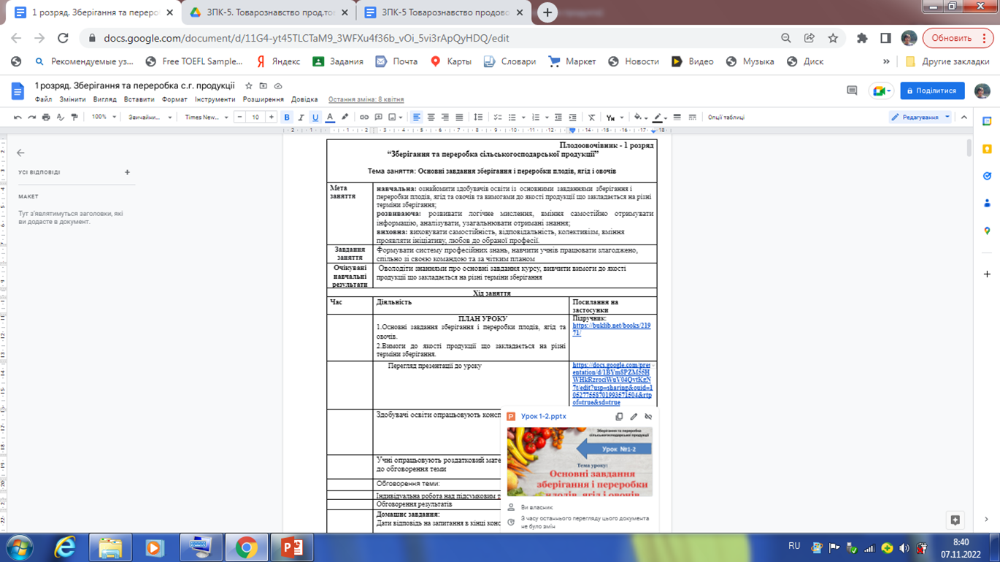 1 розряд. Зберігання та перероб
ЗПК-5. Товарознавство прод.тов
ЗПК-5 Товарознавство продово
docs.google.com/document/d/11G4-yt45TLCTaM9_3WFXu4f36b_vOi_5vi3rApQyHDQ/edit
Обновить
Рекомендуемые уз...
Free TOEFL Sample...
Яндекс
Задания
Почта
Карты
Словари
Маркет
Новости
Видео
Музыка
Диск
»
Другие закладки
1 розряд. Зберігання та переробка с.г. продукції
Файл Змінити Вигляд Вставити Формат Інструменти Розширення Довідка Остання зміна: 8 квітня
Поділитися
100% Звичайни... Times New... 10 B I U A Опції таблиці Редагування
УСІ ВІДПОВІДІ
МАКЕТ
Тут з'являтимуться заголовки, які
ви додасте в документ.
Плодоовочівник - 1 розряд
“Зберігання та переробка сільськогосподарської продукції”
Тема заняття: Основні завдання зберігання і переробки плодів, ягід і овочів
Мета
заняття
навчальна: ознайомити здобувачів освіти із основними завданнями зберігання і
переробки плодів, ягід та овочів та вимогами до якості продукції що закладається на різні
терміни зберігання;
розвиваюча: розвивати логічне мислення, вміння самостійно отримувати
інформацію, аналізувати, узагальнювати отримані знання;
виховна: виховувати самостійність, відповідальність, колективізм, вміння
проявляти ініціативу, любов до обраної професії.
Завдання
заняття
Формувати систему професійних знань, навчити учнів працювати злагоджено,
спільно зі своєю командою та за чітким планом
Очікувані
навчальні
результати
Оволодіти знаннями про основні завдання курсу, вивчити вимоги до якості
продукції що закладається на різні терміни зберігання
Хід заняття
Час
Діяльність
Посилання на
застосунки
ПЛАН УРОКУ
1.Основні завдання зберігання і переробки плодів, ягід та
овочів.
2.Вимоги до якості продукції що закладається на різні
терміни зберігання.
Підручник:
https://buklib.net/books/219
71/
Перегляд презентації до уроку
https://docs.google.com/pres
entation/d/1BYmSPZM55H
WHkRzrociWuV04QvtKgN
7t/edit?usp=sharing&ouid=1
05277558701993571504&rtp
of=true&sd=true
Здобувачі освіти опрацьовують конспе
Учні опрацьовують роздатковий мате
до обговорення теми
Обговорення теми:
Індивідуальна робота над підсумковим т
Обговорення результатів
Домашнє завдання:
Дати відповідь на запитання в кінці конс
Урок 1-2.pptx
Зберігання та переробка
сільськогосподарської продукції
Урок №1-2
Тема уроку:
Основні завдання
зберігання і переробки
плодів, ягід і овочів
Ви власник
З часу останнього перегляду цього документа
не було змін
RU
8:40
07.11.2022